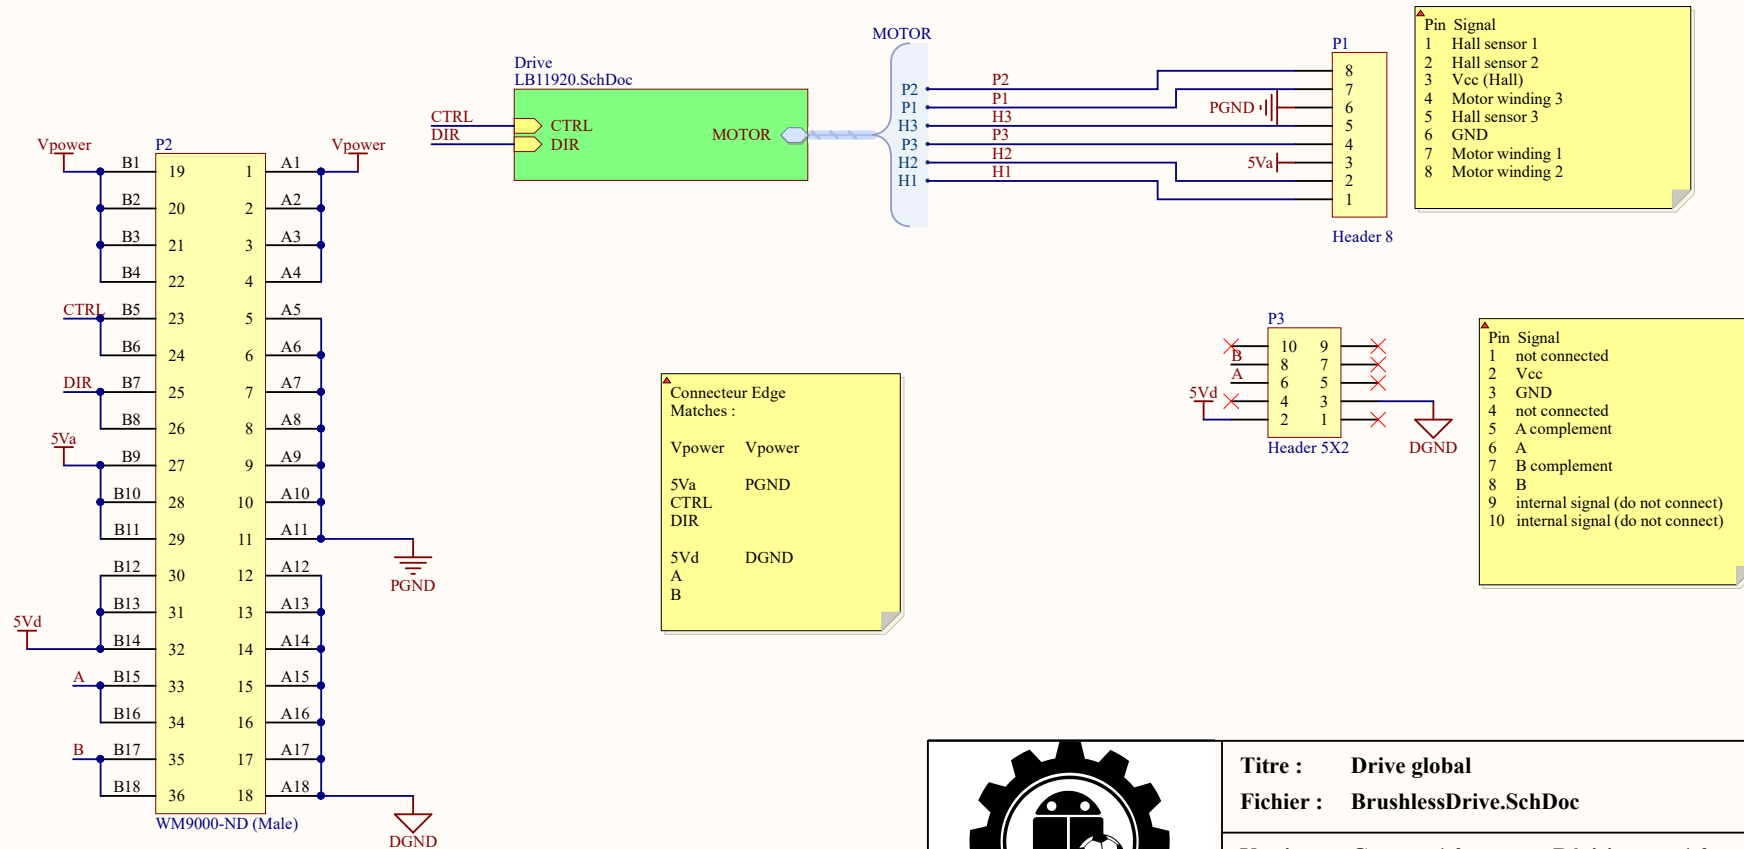 Drive
LB11920.SchDoc
CTRL
DIR
CTRL
DIR
MOTOR
MOTOR
P2
P1
H3
P3
H2
H1
P2
P1
H3
P3
H2
H1
PGND
5Va
P1
8
7
6
5
4
3
2
1
Header 8
Pin Signal
1 Hall sensor 1
2 Hall sensor 2
3 Vcc (Hall)
4 Motor winding 3
5 Hall sensor 3
6 GND
7 Motor winding 1
8 Motor winding 2
P2
Vpower
Vpower
B1 19 1 A1
B2 20 2 A2
B3 21 3 A3
B4 22 4 A4
CTRL B5 23 5 A5
B6 24 6 A6
DIR B7 25 7 A7
B8 26 8 A8
5Va B9 27 9 A9
B10 28 10 A10
B11 29 11 A11
PGND
B12 30 12 A12
B13 31 13 A13
5Vd B14 32 14 A14
A B15 33 15 A15
B16 34 16 A16
B B17 35 17 A17
B18 36 18 A18
WM9000-ND (Male)
DGND
Connecteur Edge
Matches :
Vpower Vpower
5Va PGND
CTRL
DIR
5Vd DGND
A
B
P3
10 9
B 8 7
A 6 5
5Vd 4 3
2 1
Header 5X2
DGND
Pin Signal
1 not connected
2 Vcc
3 GND
4 not connected
5 A complement
6 A
7 B complement
8 B
9 internal signal (do not connect)
10 internal signal (do not connect)
Titre : Drive global
Fichier : BrushlessDrive.SchDoc